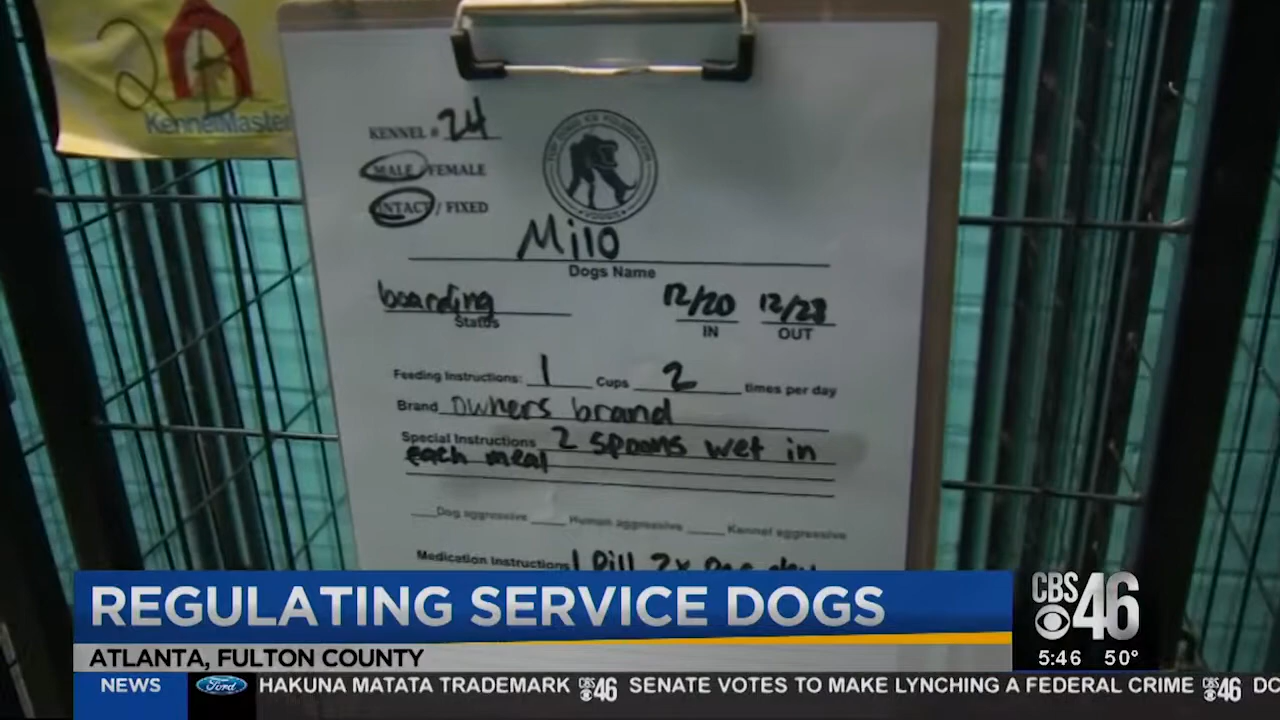 KennelMaster
KENNEL # 24
MALE / FEMALE
INTACT / FIXED
Milo
Dogs Name
boarding 12/20 12/28
Status IN OUT
Feeding Instructions: 1 Cups 2 times per day
Brand owners brand
Special Instructions 2 spoons wet in
each meal
Dog aggressive Human aggressive Kennel aggressive
Medication Instructions 1 Pill 2x
REGULATING SERVICE DOGS
ATLANTA, FULTON COUNTY
CBS 46
5:46 50°
NEWS Ford HAKUNA MATATA TRADEMARK CBS 46 SENATE VOTES TO MAKE LYNCHING A FEDERAL CRIME CBS 46 DC